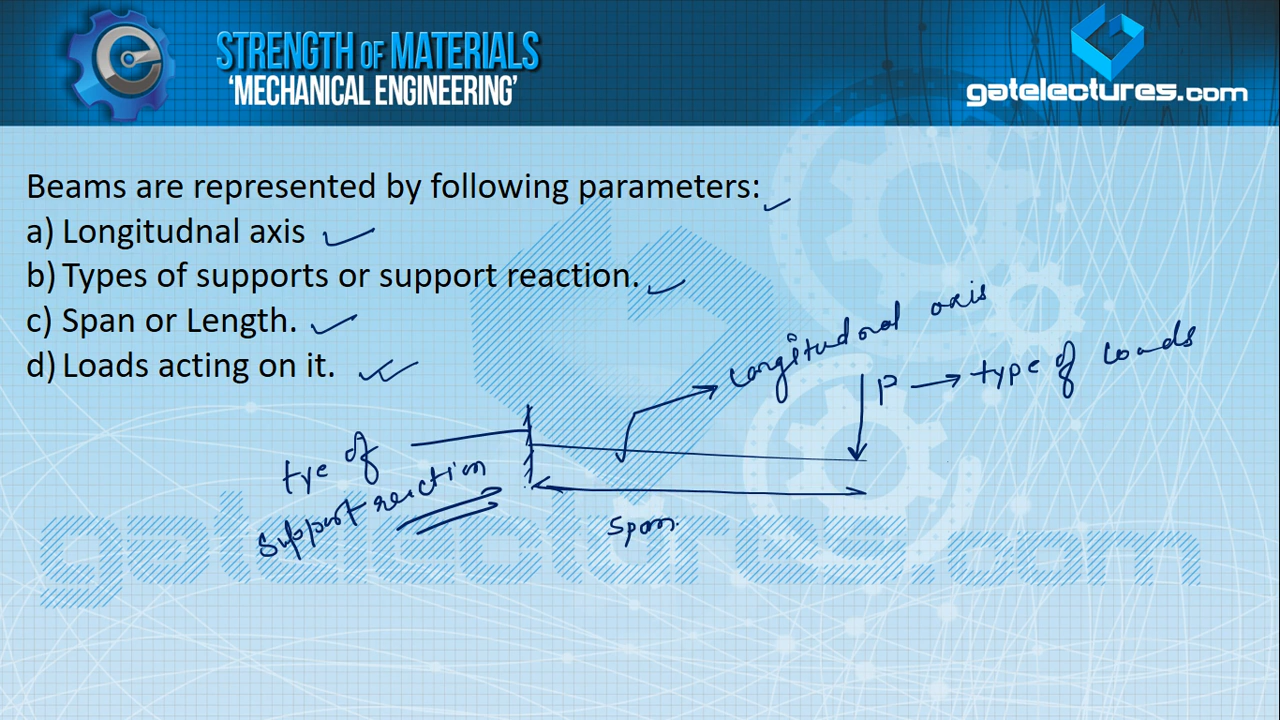 STRENGTH OF MATERIALS
'MECHANICAL ENGINEERING'
gatelectures.com
Beams are represented by following parameters:
a) Longitudnal axis
b) Types of supports or support reaction.
c) Span or Length.
d) Loads acting on it.
Longitudnal axis
P → type of Loads
tye of
support reaction
Span.
gatelectures.com